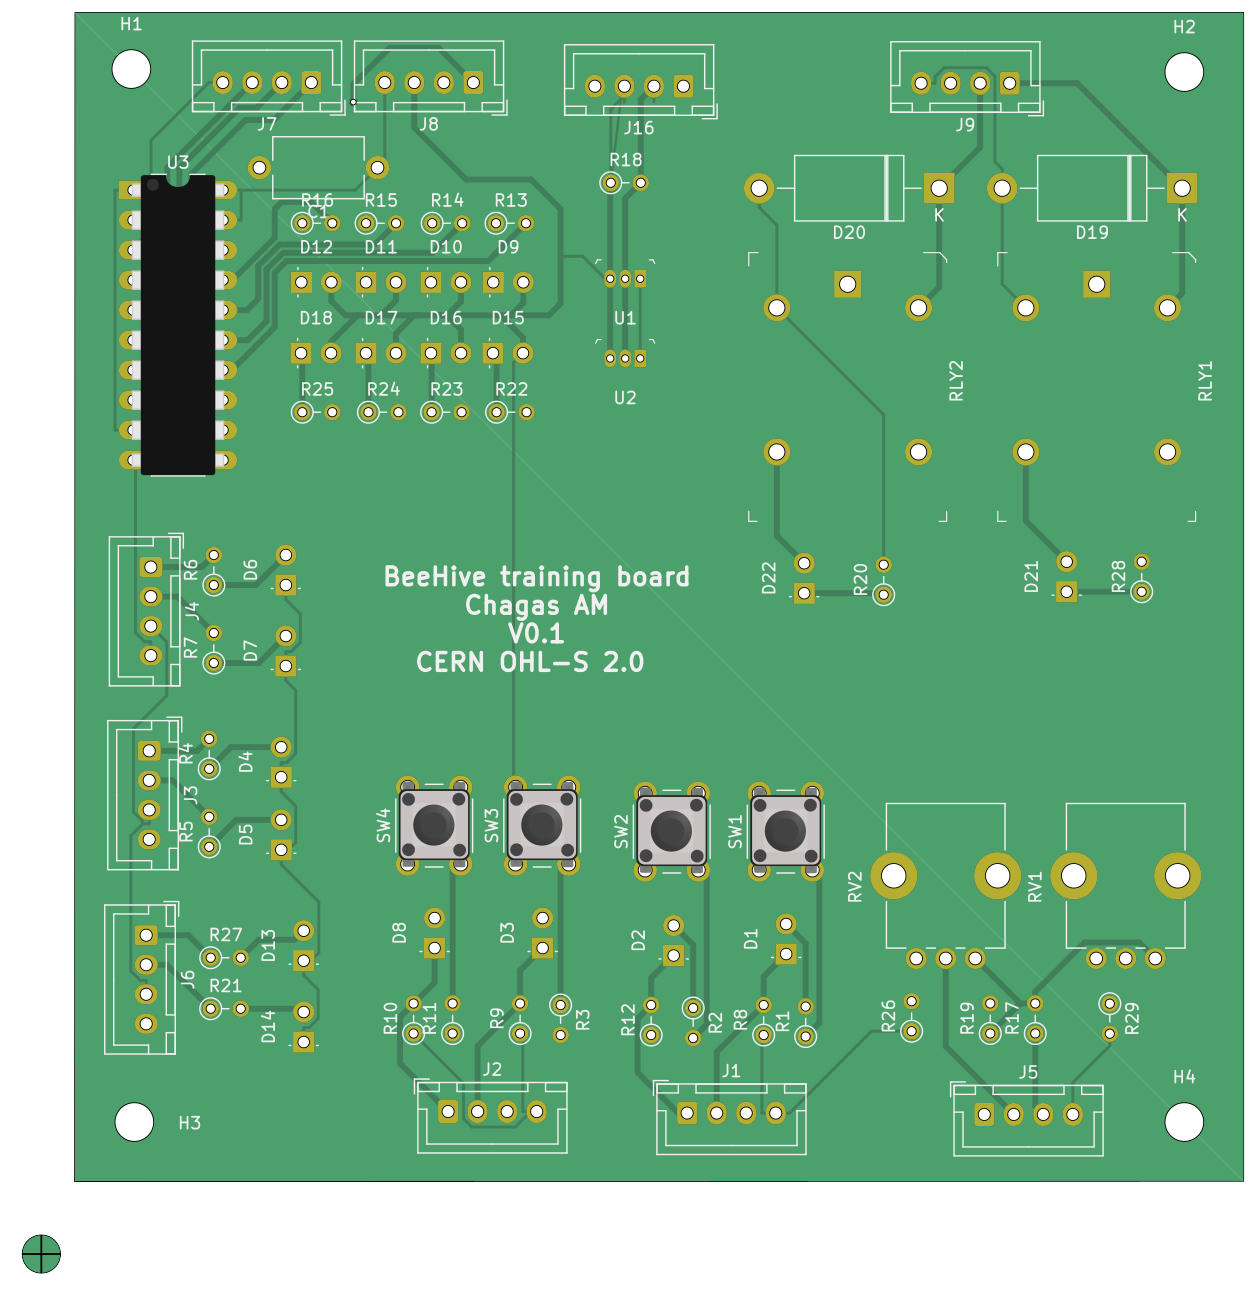 H1
H2
J7
J8
J16
J9
U3
R18
R16
R15
R14
R13
C1
K
K
D20
D19
D12
D11
D10
D9
D18
D17
D16
D15
U1
RLY2
RLY1
R25
R24
R23
R22
U2
R6
D6
D22
R20
D21
R28
BeeHive training board
Chagas AM
V0.1
CERN OHL-S 2.0
J4
R7
D7
R4
D4
J3
R5
D5
SW4
SW3
SW2
SW1
RV2
RV1
R27
D13
D8
D3
D2
D1
J6
R21
D14
R10
R11
R9
R3
R12
R2
R8
R1
R26
R19
R17
R29
J2
J1
J5
H4
H3